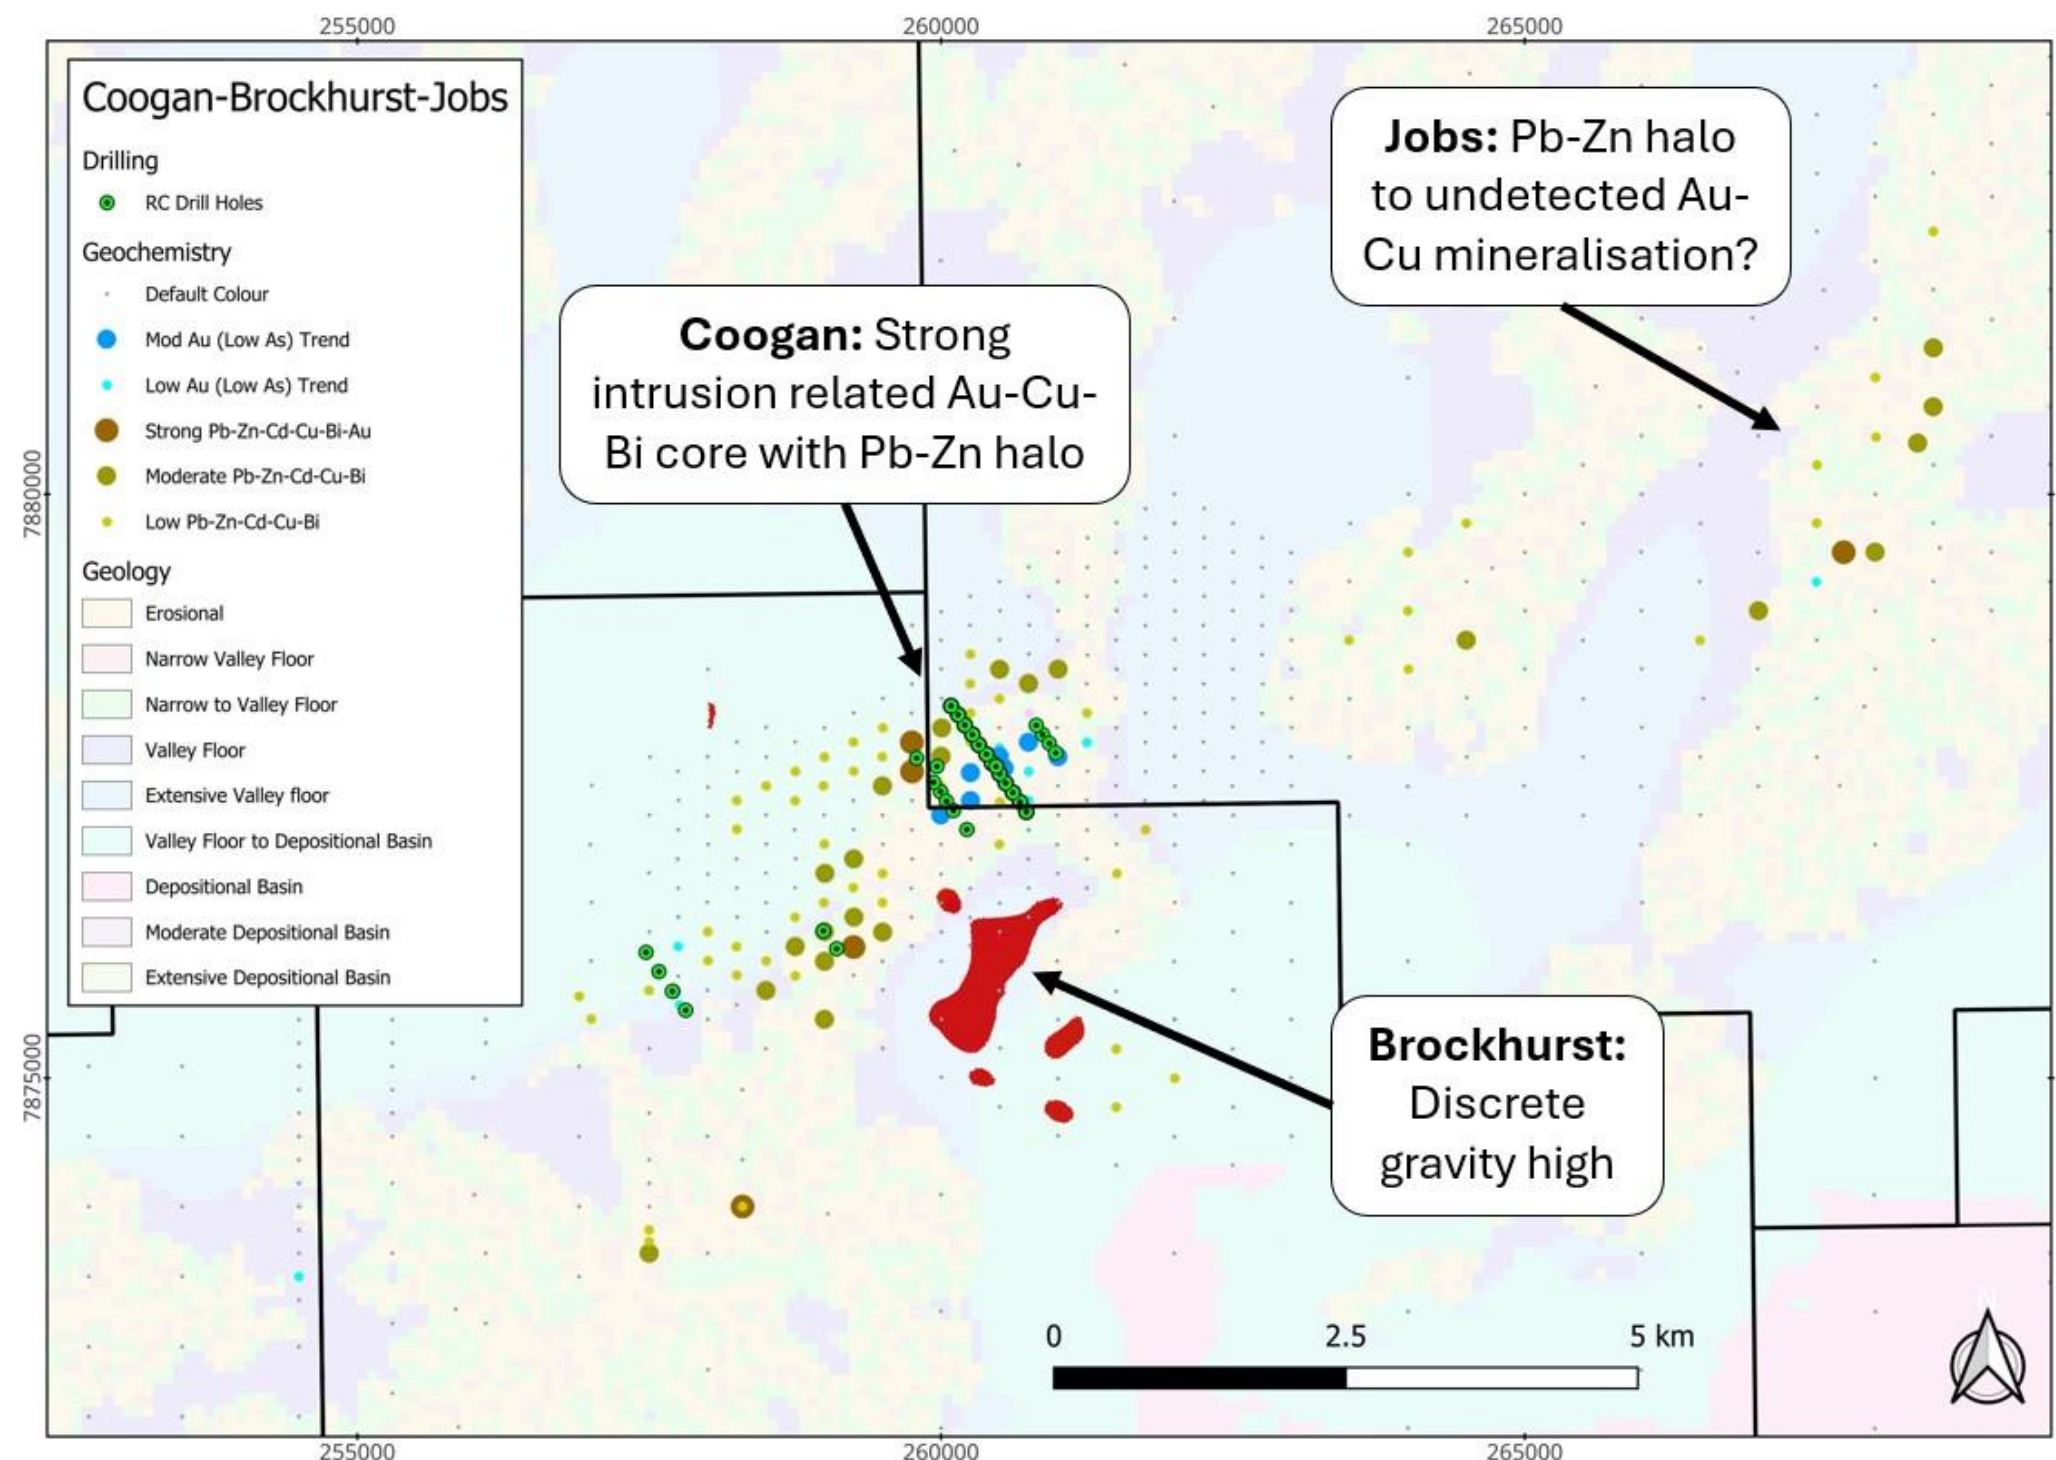 255000
260000
265000
Coogan-Brockhurst-Jobs
Drilling
RC Drill Holes
Geochemistry
Default Colour
Mod Au (Low As) Trend
Low Au (Low As) Trend
Strong Pb-Zn-Cd-Cu-Bi-Au
Moderate Pb-Zn-Cd-Cu-Bi
Low Pb-Zn-Cd-Cu-Bi
Geology
Erosional
Narrow Valley Floor
Narrow to Valley Floor
Valley Floor
Extensive Valley floor
Valley Floor to Depositional Basin
Depositional Basin
Moderate Depositional Basin
Extensive Depositional Basin
Jobs: Pb-Zn halo
to undetected Au-
Cu mineralisation?
Coogan: Strong
intrusion related Au-Cu-
Bi core with Pb-Zn halo
Brockhurst:
Discrete
gravity high
7880000
7875000
0
2.5
5 km
N
255000
260000
265000